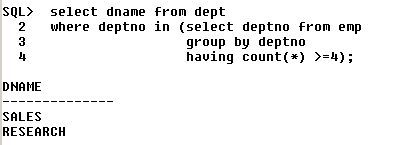 SQL> select dname from dept
2 where deptno in (select deptno from emp
3 group by deptno
4 having count(*) >=4);
DNAME
--------------
SALES
RESEARCH